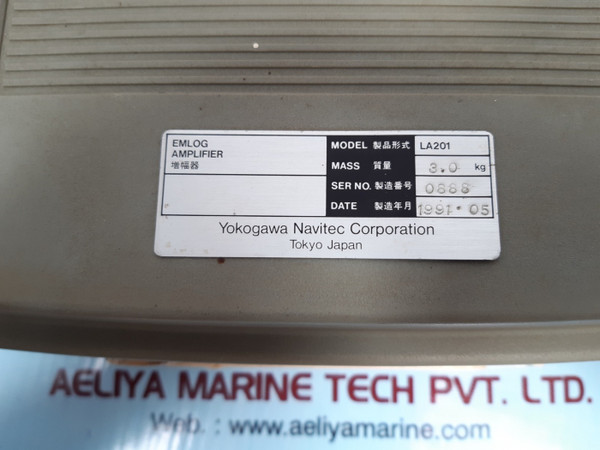 EMLOG
AMPLIFIER
増幅器
MODEL 製品形式 LA201
MASS 質量 3.0 kg
SER NO. 製造番号 0888
DATE 製造年月 1991.05
Yokogawa Navitec Corporation
Tokyo Japan
AELIYA MARINE TECH PVT. LTD.
Web. : www.aeliyamarine.com